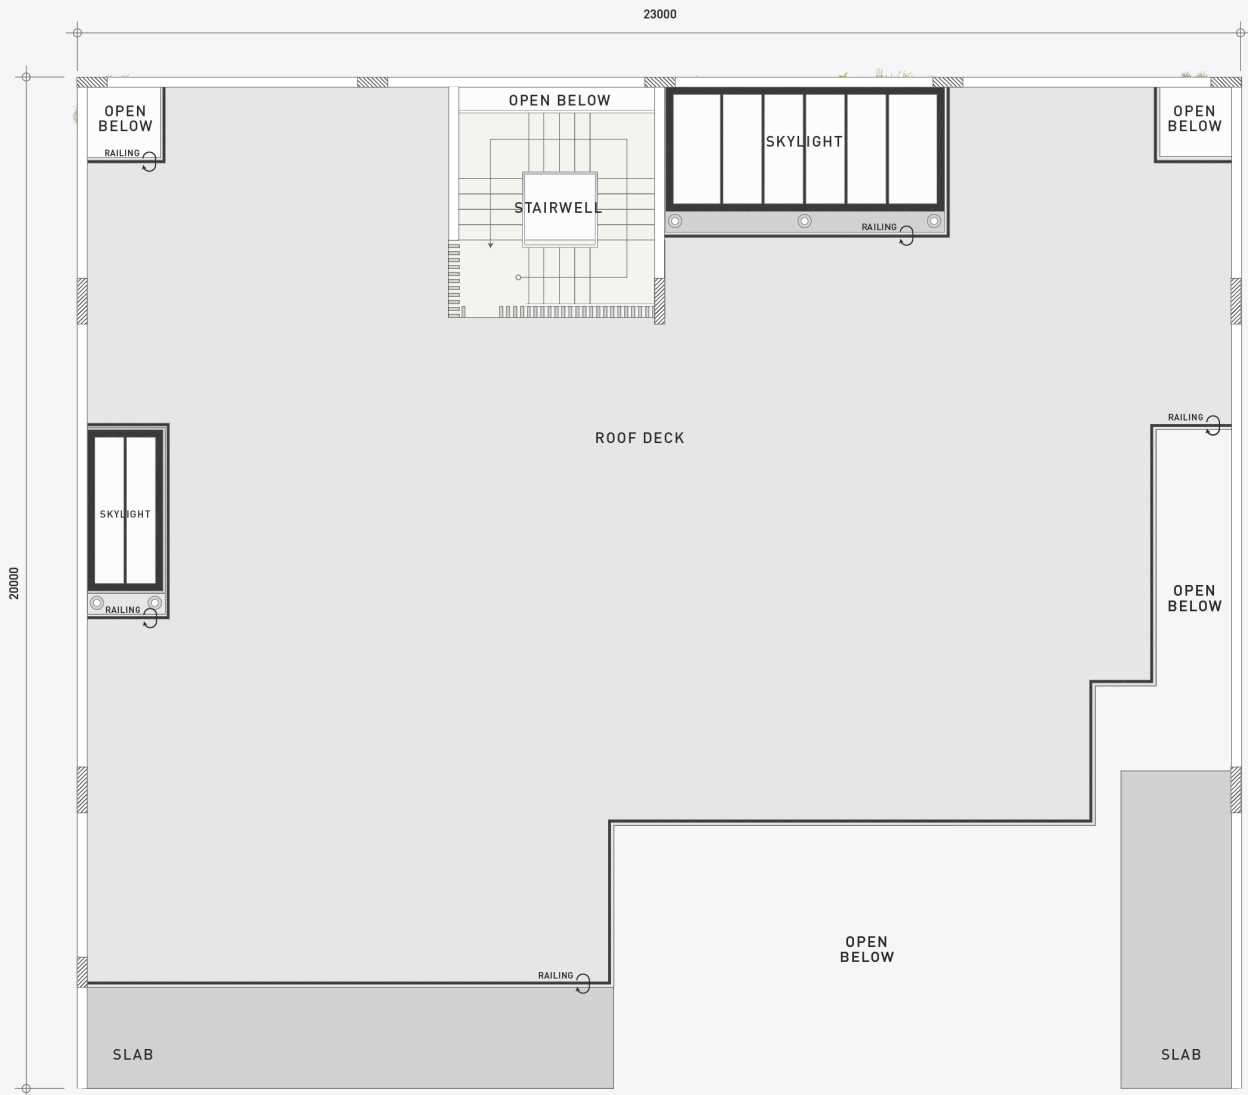 23000
OPEN BELOW
OPEN
BELOW
OPEN
BELOW
SKYLIGHT
RAILING
STAIRWELL
RAILING
RAILING
ROOF DECK
SKYLIGHT
20000
OPEN
BELOW
RAILING
OPEN
BELOW
RAILING
SLAB
SLAB